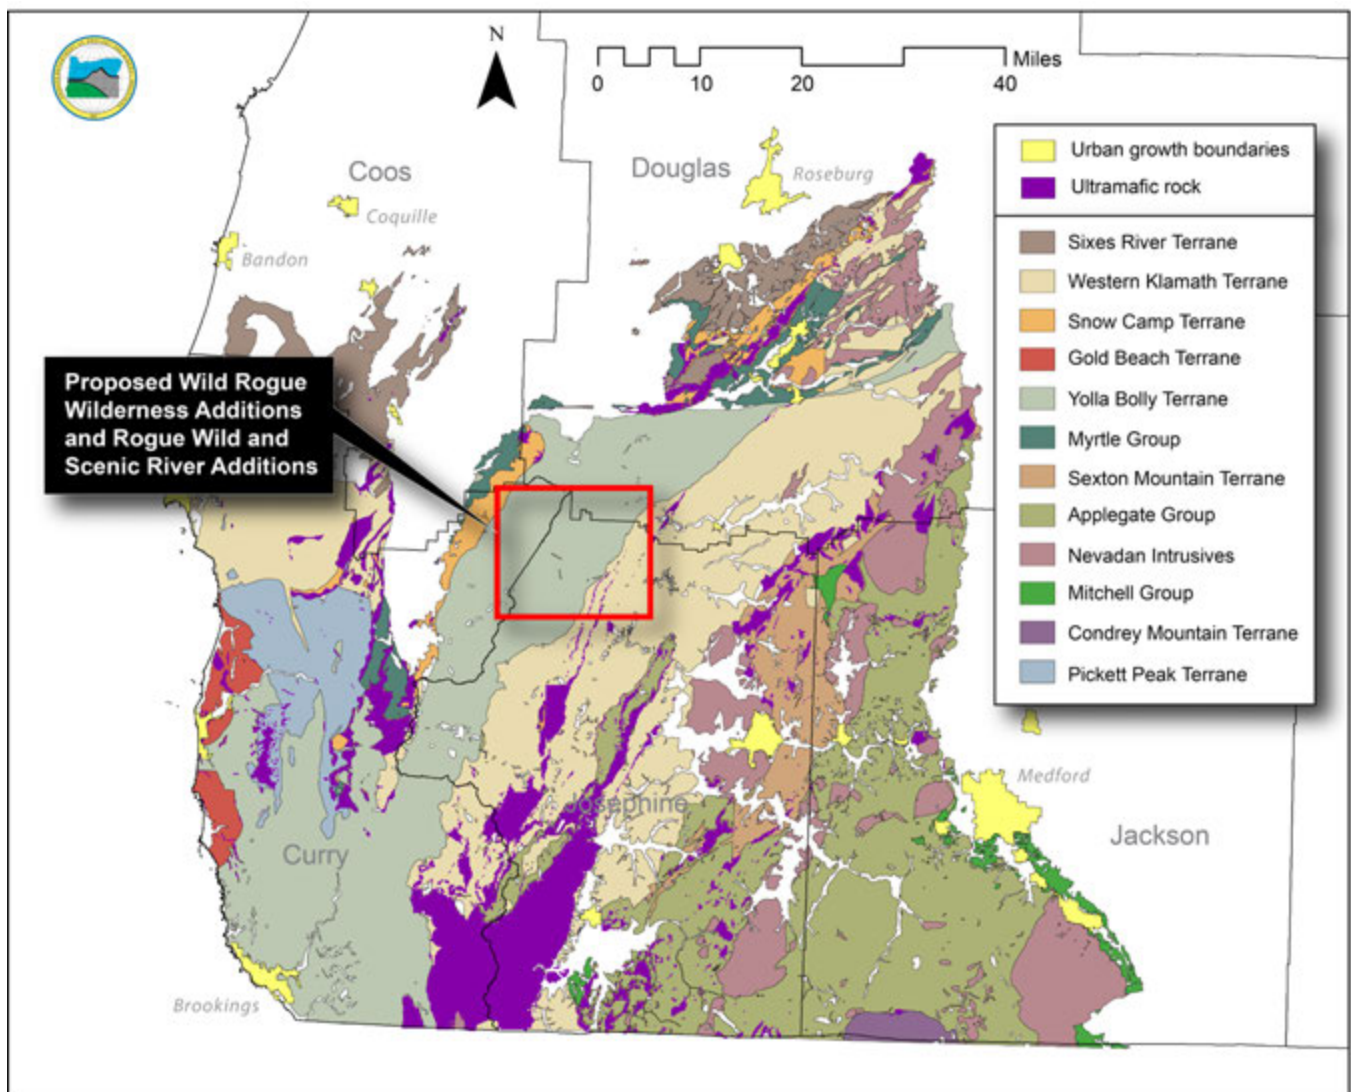 N
Miles
0 10 20 40
Coos
Douglas
Roseburg
Coquille
Bandon
Urban growth boundaries
Ultramafic rock
Sixes River Terrane
Western Klamath Terrane
Snow Camp Terrane
Gold Beach Terrane
Yolla Bolly Terrane
Myrtle Group
Sexton Mountain Terrane
Applegate Group
Nevadan Intrusives
Mitchell Group
Condrey Mountain Terrane
Pickett Peak Terrane
Proposed Wild Rogue
Wilderness Additions
and Rogue Wild and
Scenic River Additions
Medford
Josephine
Jackson
Curry
Brookings